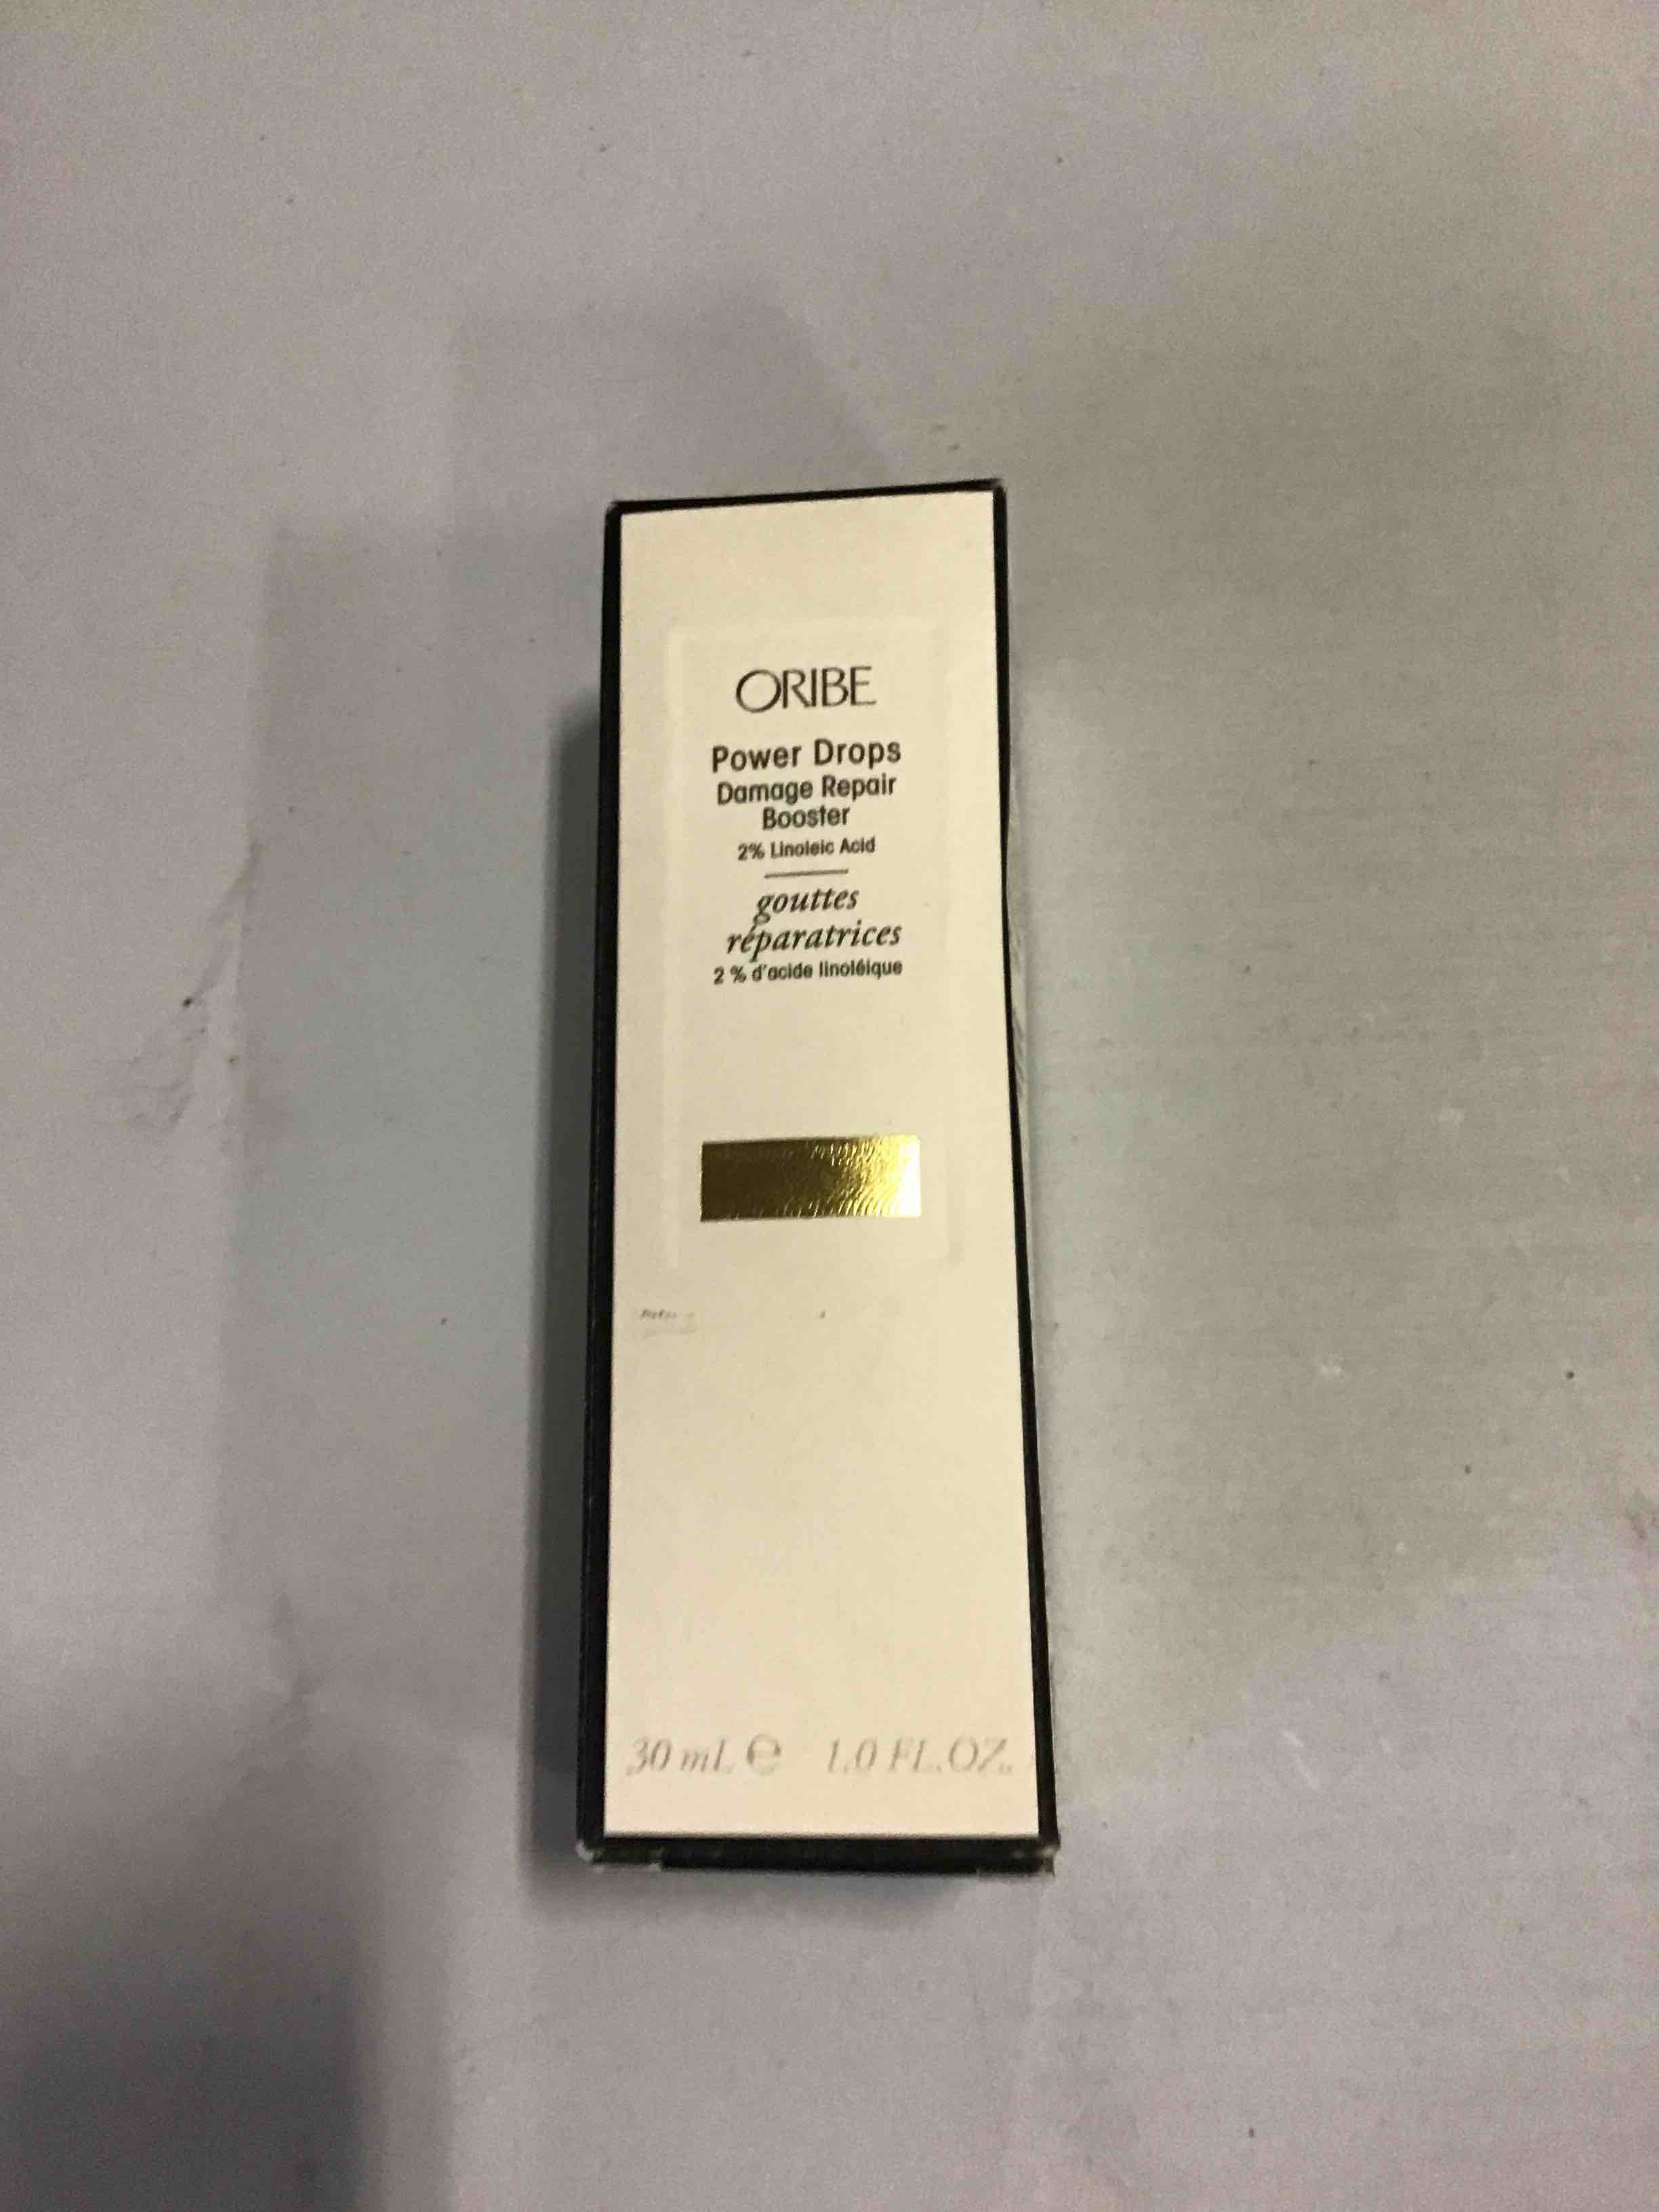 ORIBE
Power Drops
Damage Repair
Booster
2% Linoleic Acid
gouttes
réparatrices
2 % d'acide linoléique
30 mL ℮ 1.0 FL.OZ.